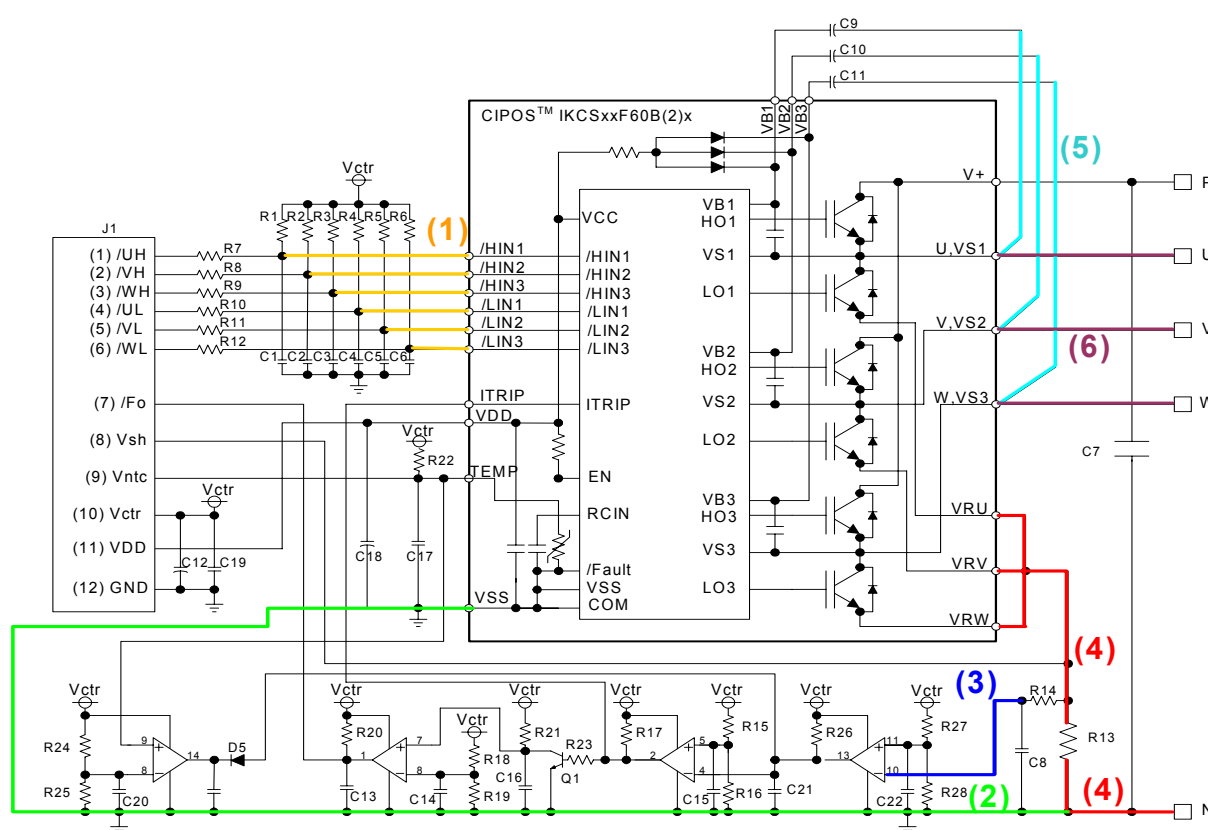 C9
C10
C11
CIPOS™ IKCSxxF60B(2)x
VB1
VB2
VB3
(5)
Vctr
V+
P
R1 R2 R3 R4 R5 R6
(1)
J1
VCC
VB1
HO1
(1) /UH
R7
/HIN1
/HIN1
VS1
U,VS1
U
(2) /VH
R8
/HIN2
/HIN2
(3) /WH
R9
/HIN3
/HIN3
LO1
(4) /UL
R10
/LIN1
/LIN1
(5) /VL
R11
/LIN2
/LIN2
V,VS2
V
(6) /WL
R12
/LIN3
/LIN3
C1 C2 C3 C4 C5 C6
VB2
HO2
(6)
(7) /Fo
ITRIP
ITRIP
VS2
W,VS3
W
VDD
(8) Vsh
Vctr
R22
LO2
C7
(9) Vntc
TEMP
EN
Vctr
VB3
HO3
VRU
(10) Vctr
RCIN
(11) VDD
C12
C19
C18
C17
VS3
VRV
/Fault
(12) GND
VSS
VSS
COM
LO3
VRW
(4)
(3)
R14
Vctr
Vctr
Vctr
Vctr
Vctr
Vctr
Vctr
Vctr
R24
9
14
D5
8
R25
C20
R20
1
C13
7
8
C14
R18
R19
R21
C16
R23
Q1
R17
2
5
4
C15
R15
R16
C21
R26
13
11
10
C22
R27
R28
C8
R13
(2)
(4)
N